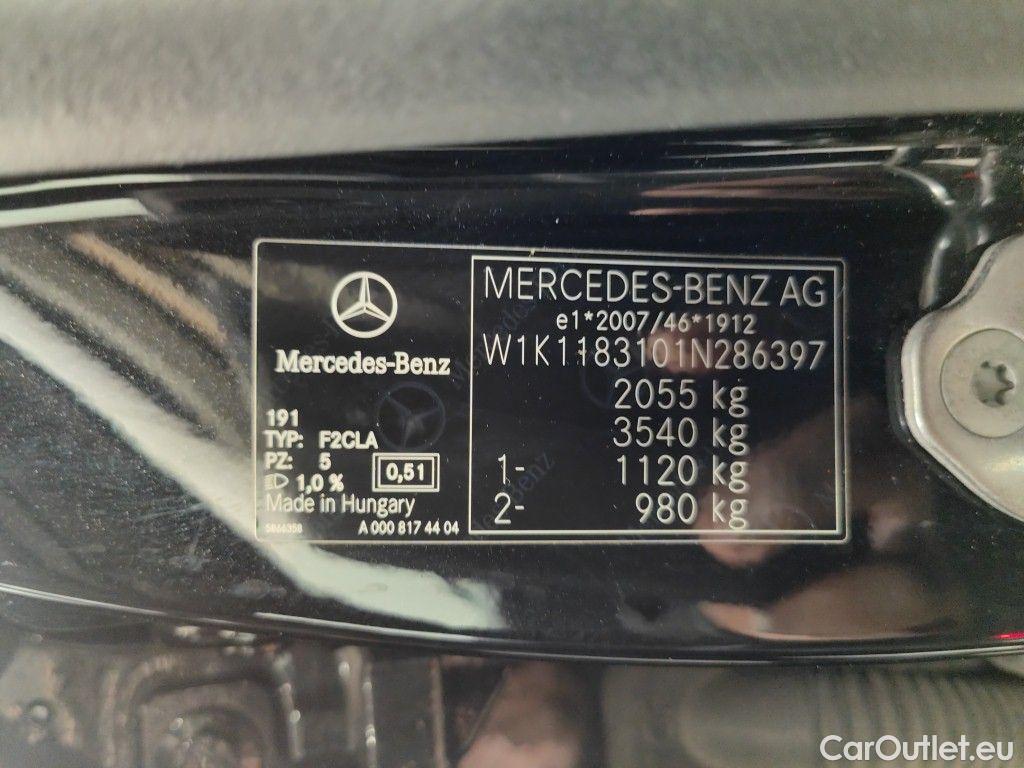 Mercedes-Benz
191
TYP: F2CLA
PZ: 5
1,0 %
0,51
Made in Hungary
A 000 817 44 04
MERCEDES-BENZ AG
e1*2007/46*1912
W1K1183101N286397
2055 kg
3540 kg
1- 1120 kg
2- 980 kg
Mercedes-Benz
CarOutlet.eu